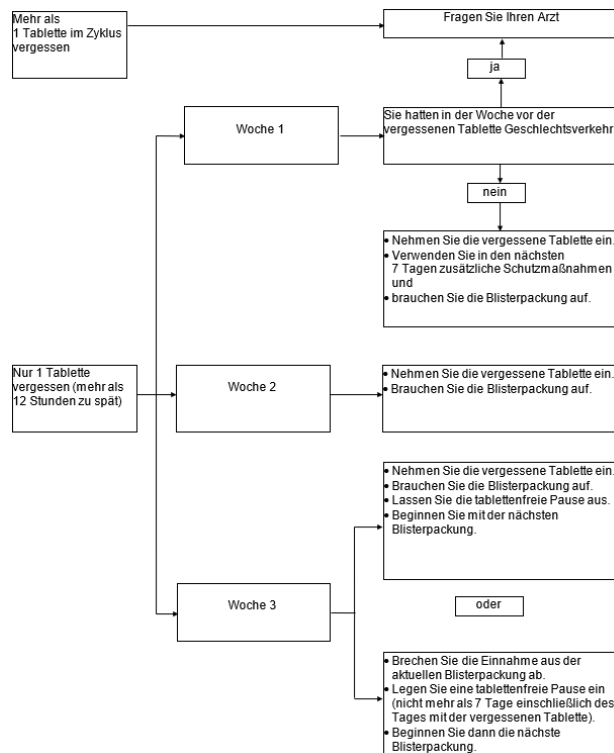 Mehr als
1 Tablette im Zyklus
vergessen
Fragen Sie Ihren Arzt
ja
Woche 1
Sie hatten in der Woche vor der
vergessenen Tablette Geschlechtsverkehr
nein
• Nehmen Sie die vergessene Tablette ein.
• Verwenden Sie in den nächsten
7 Tagen zusätzliche Schutzmaßnahmen
und
• brauchen Sie die Blisterpackung auf.
Nur 1 Tablette
vergessen (mehr als
12 Stunden zu spät)
Woche 2
• Nehmen Sie die vergessene Tablette ein.
• Brauchen Sie die Blisterpackung auf.
Woche 3
• Nehmen Sie die vergessene Tablette ein.
• Brauchen Sie die Blisterpackung auf.
• Lassen Sie die tablettenfreie Pause aus.
• Beginnen Sie mit der nächsten
Blisterpackung.
oder
• Brechen Sie die Einnahme aus der
aktuellen Blisterpackung ab.
• Legen Sie eine tablettenfreie Pause ein
(nicht mehr als 7 Tage einschließlich des
Tages mit der vergessenen Tablette).
• Beginnen Sie dann die nächste
Blisterpackung.